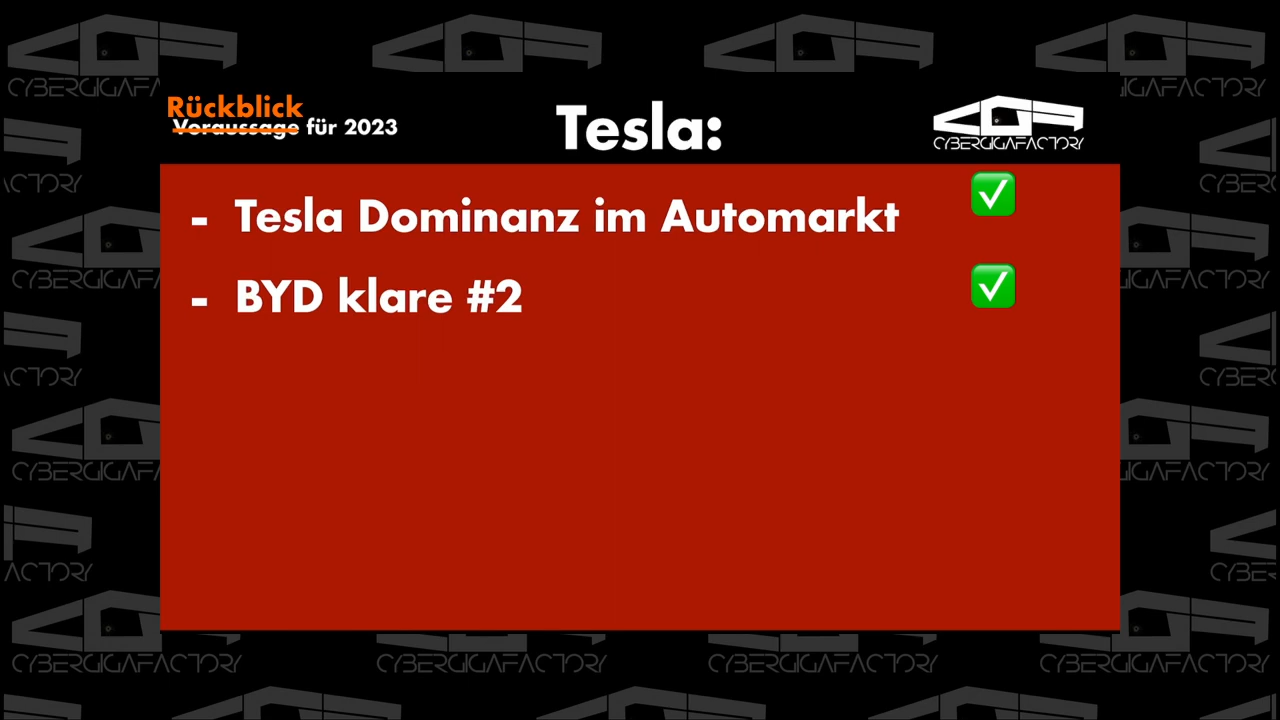 Rückblick
Voraussage für 2023
Tesla:
CYBERGIGAFACTORY
- Tesla Dominanz im Automarkt
- BYD klare #2